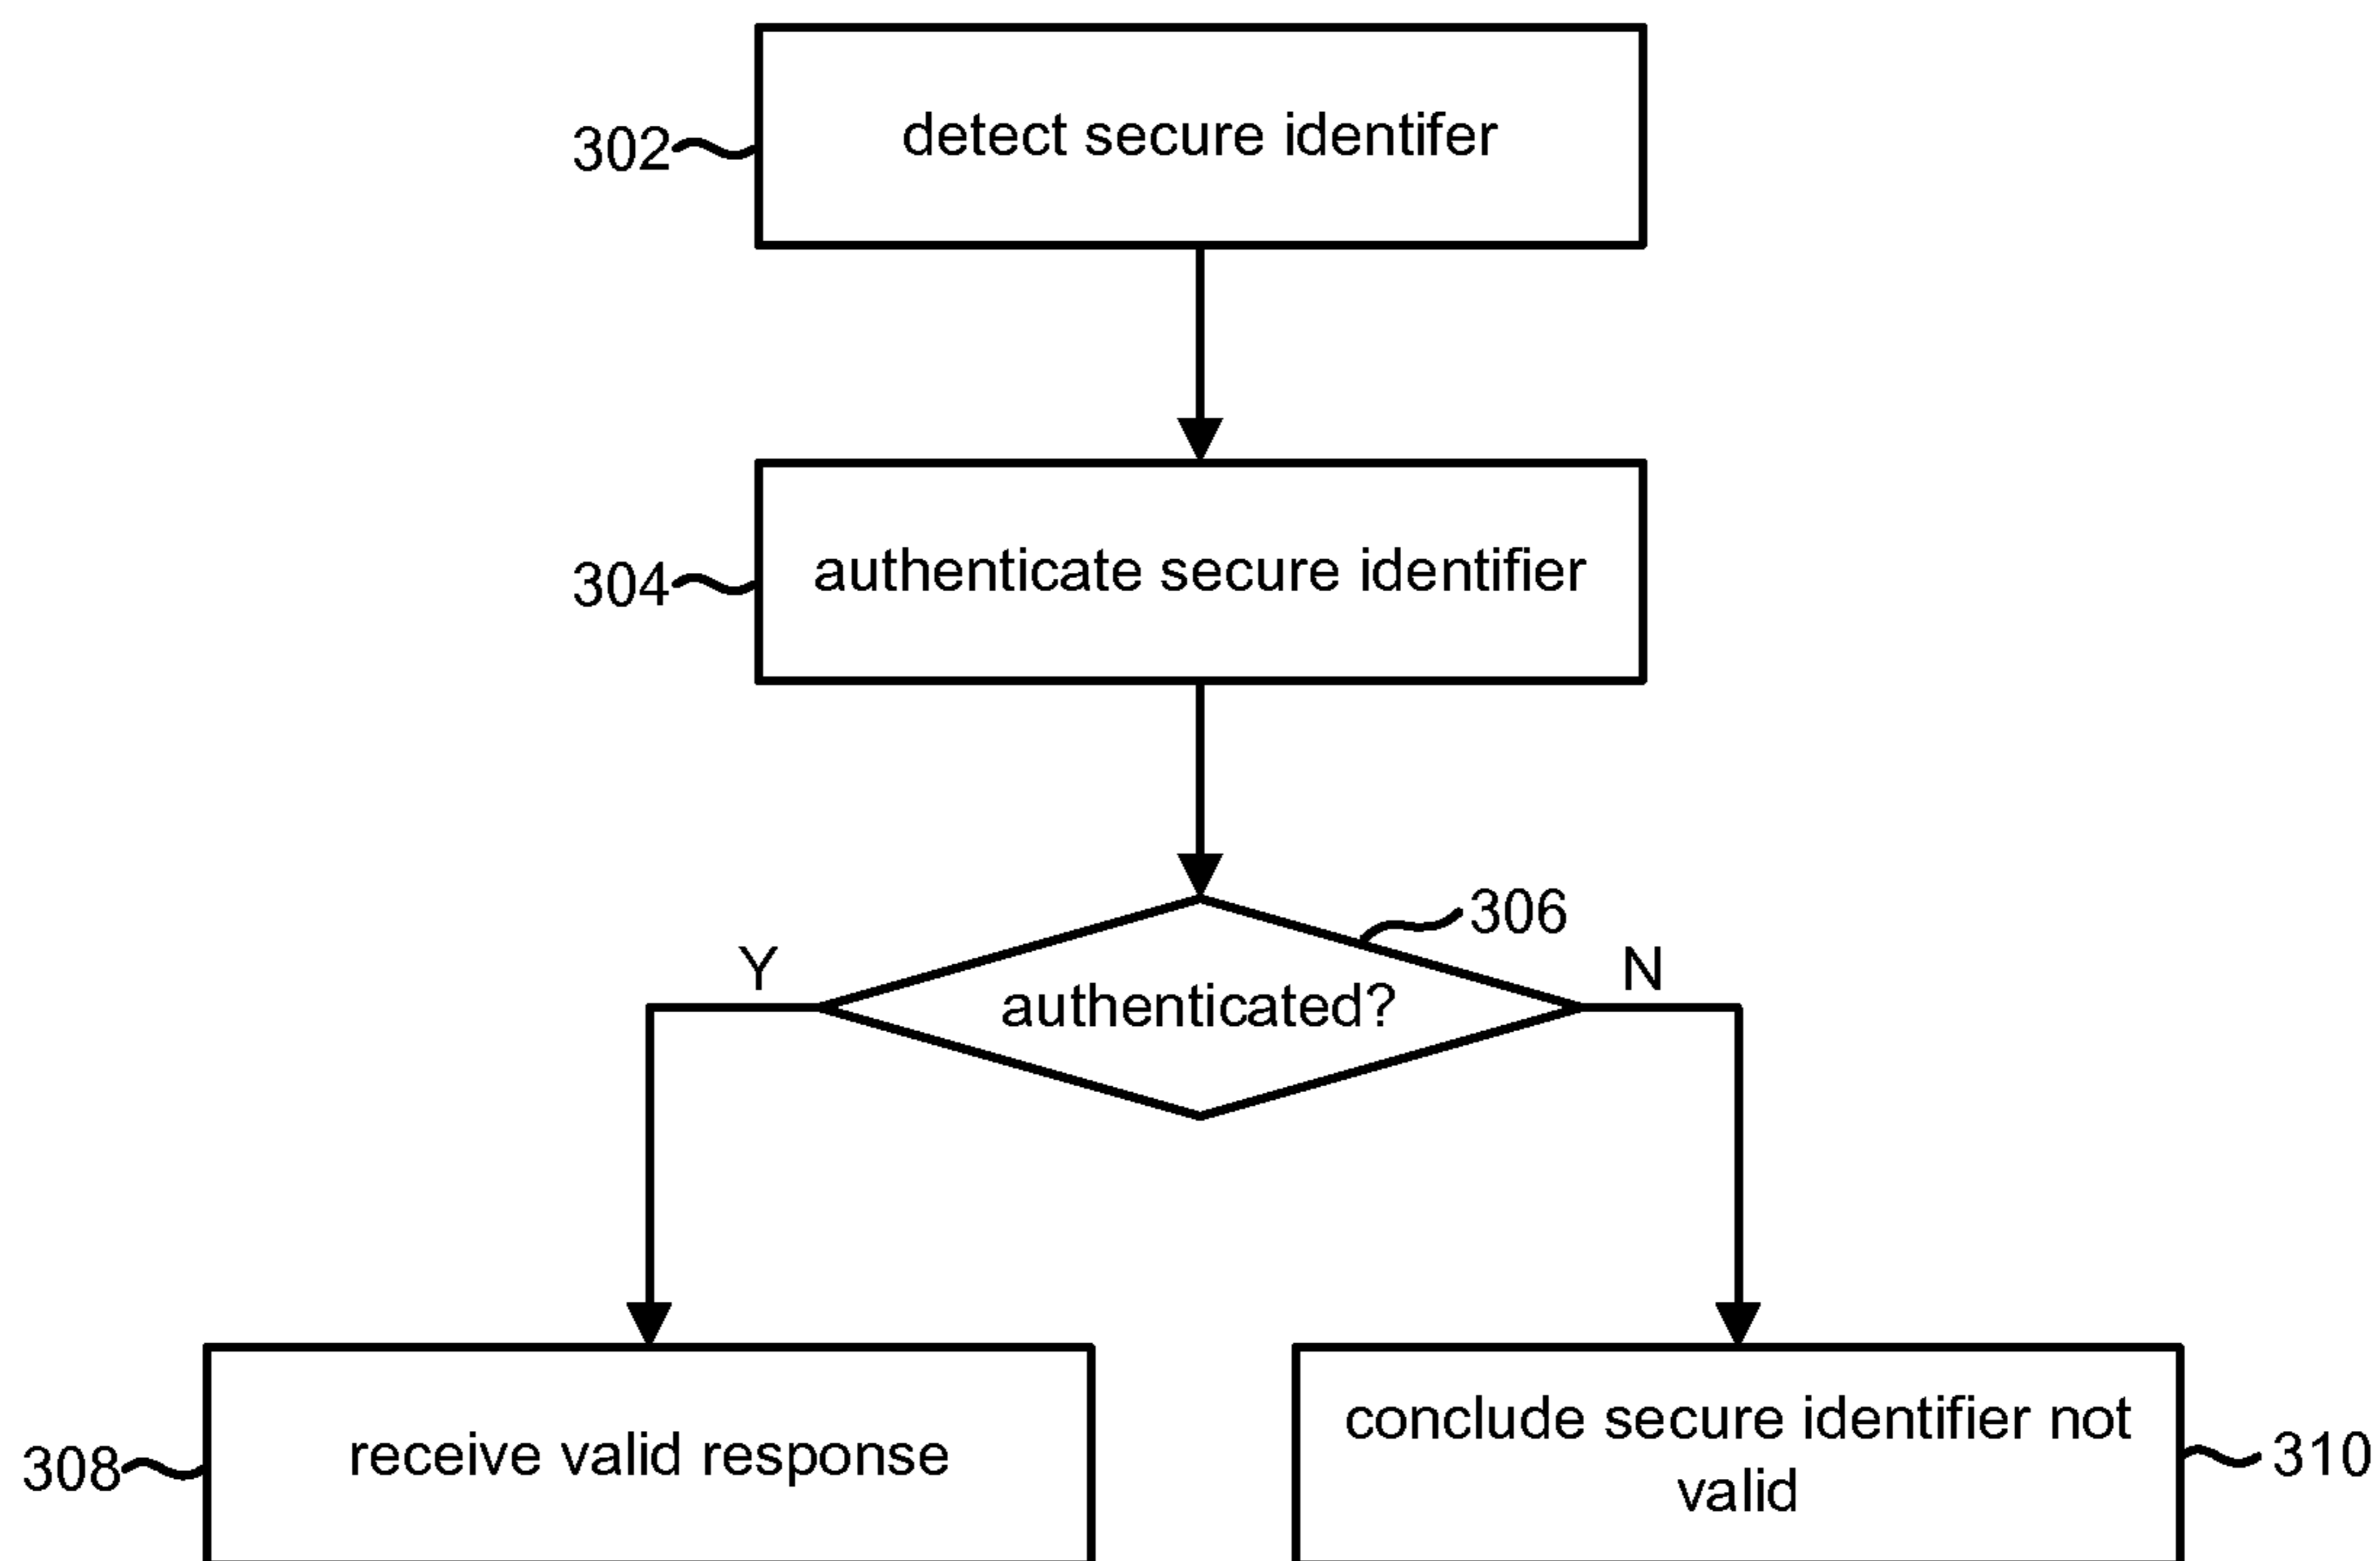 302
detect secure identifer
304
authenticate secure identifier
306
Y
authenticated?
N
308
receive valid response
conclude secure identifier not
valid
310